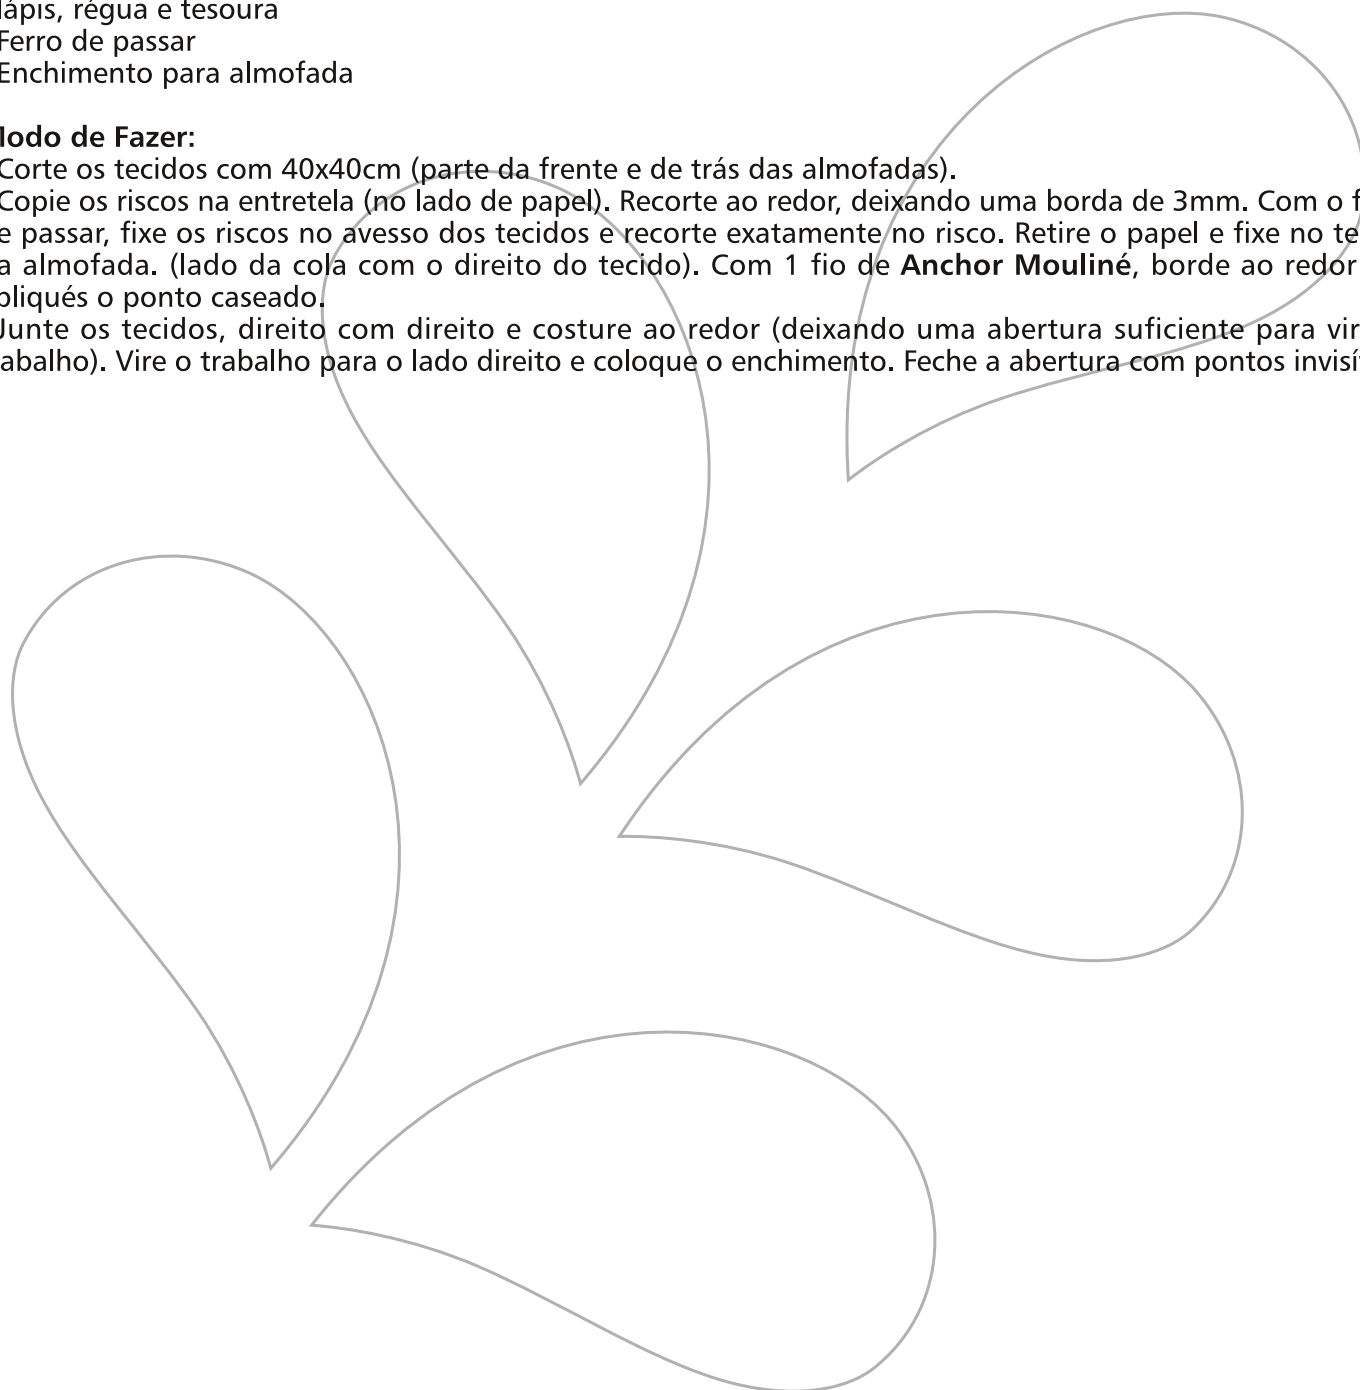 lápis, régua e tesoura
Ferro de passar
Enchimento para almofada
Modo de Fazer:
Corte os tecidos com 40x40cm (parte da frente e de trás das almofadas).
Copie os riscos na entretela (no lado de papel). Recorte ao redor, deixando uma borda de 3mm. Com o f
e passar, fixe os riscos no avesso dos tecidos e recorte exatamente no risco. Retire o papel e fixe no te
a almofada. (lado da cola com o direito do tecido). Com 1 fio de Anchor Mouliné, borde ao redor
pliqués o ponto caseado.
Junte os tecidos, direito com direito e costure ao redor (deixando uma abertura suficiente para vir
abalho). Vire o trabalho para o lado direito e coloque o enchimento. Feche a abertura com pontos invisí